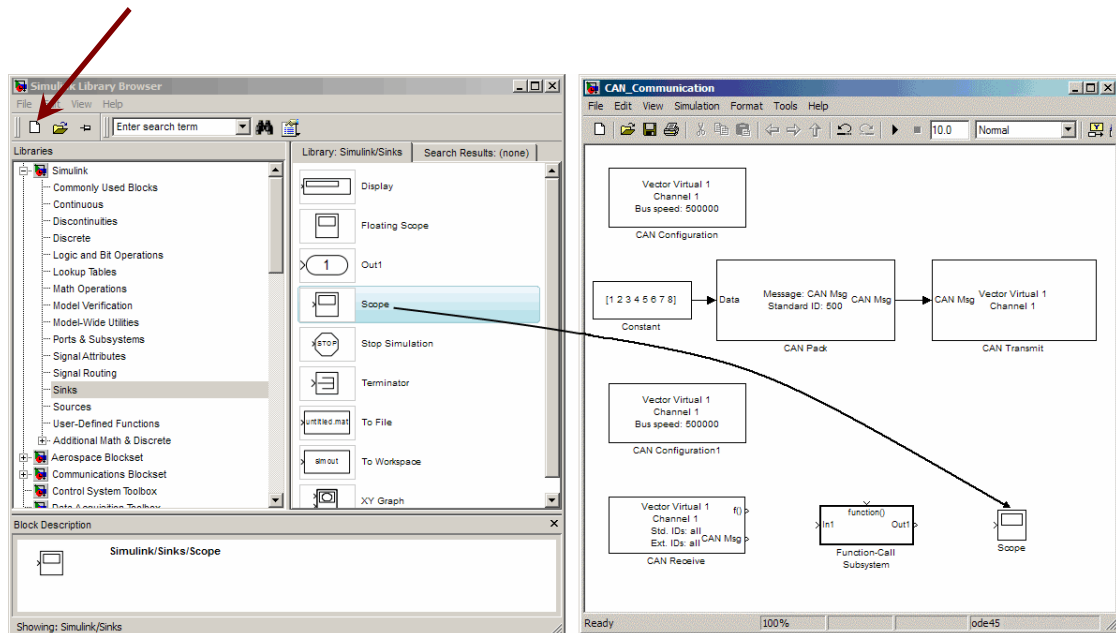 Simulink Library Browser
File Edit View Help
Enter search term
Libraries
Simulink
Commonly Used Blocks
Continuous
Discontinuities
Discrete
Logic and Bit Operations
Lookup Tables
Math Operations
Model Verification
Model-Wide Utilities
Ports & Subsystems
Signal Attributes
Signal Routing
Sinks
Sources
User-Defined Functions
Additional Math & Discrete
Aerospace Blockset
Communications Blockset
Control System Toolbox
Data Acquisition Toolbox
Library: Simulink/Sinks
Search Results: (none)
Display
Floating Scope
1
Out1
Scope
STOP
Stop Simulation
Terminator
untitled.mat
To File
simout
To Workspace
XY Graph
Block Description
Simulink/Sinks/Scope
Showing: Simulink/Sinks
CAN_Communication
File Edit View Simulation Format Tools Help
10.0
Normal
Vector Virtual 1
Channel 1
Bus speed: 500000
CAN Configuration
[1 2 3 4 5 6 7 8]
Constant
Data
Message: CAN Msg
Standard ID: 500
CAN Msg
CAN Pack
CAN Msg
Vector Virtual 1
Channel 1
CAN Transmit
Vector Virtual 1
Channel 1
Bus speed: 500000
CAN Configuration1
Vector Virtual 1
Channel 1
Std. IDs: all
Ext. IDs: all
f()
CAN Msg
CAN Receive
function()
In1
Out1
Function-Call
Subsystem
Scope
Ready
100%
ode45